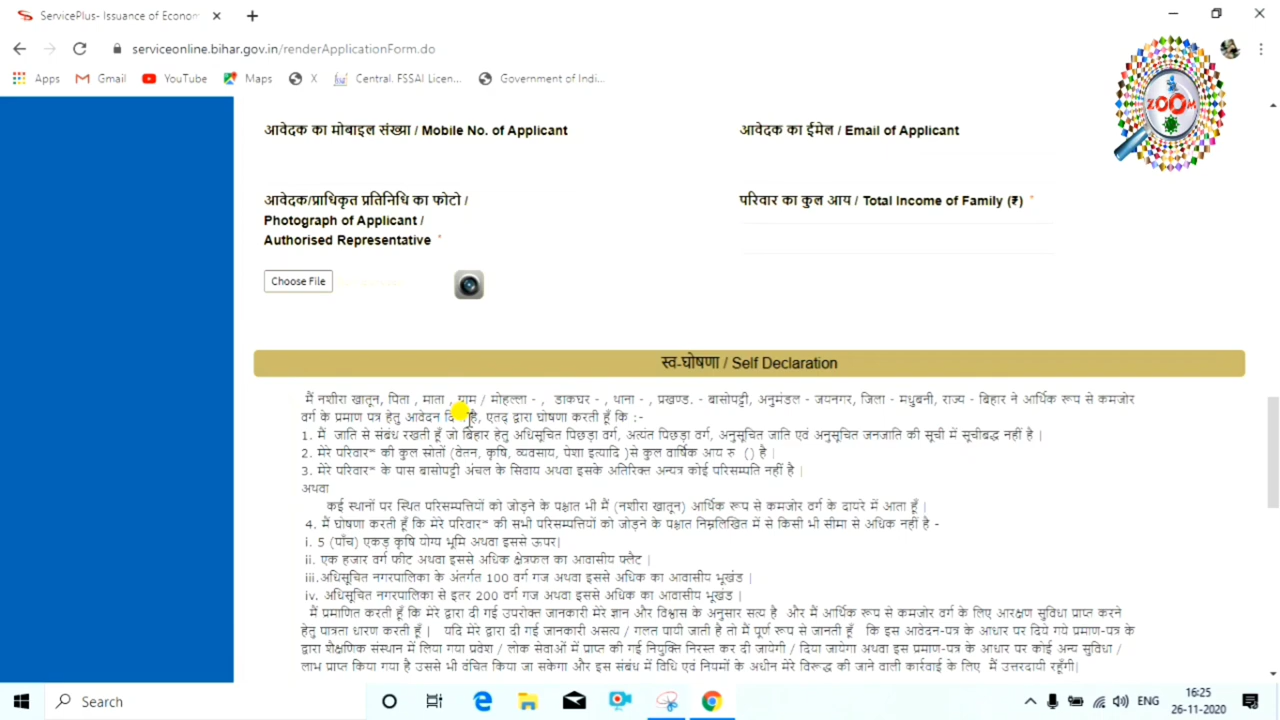 ServicePlus- Issuance of Econom
serviceonline.bihar.gov.in/renderApplicationForm.do
Apps Gmail YouTube Maps X Central. FSSAI Licen... Government of Indi...
ZOOM
आवेदक का मोबाइल संख्या / Mobile No. of Applicant
आवेदक का ईमेल / Email of Applicant
आवेदक/प्राधिकृत प्रतिनिधि का फोटो /
Photograph of Applicant /
Authorised Representative *
परिवार का कुल आय / Total Income of Family (₹) *
Choose File
स्व-घोषणा / Self Declaration
मैं नशीरा खातून, पिता , माता , ग्राम / मोहल्ला - , डाकघर - , थाना - , प्रखण्ड. - बासोपट्टी, अनुमंडल - जयनगर, जिला - मधुबनी, राज्य - बिहार ने आर्थिक रूप से कमजोर
वर्ग के प्रमाण पत्र हेतु आवेदन है, एतद् द्वारा घोषणा करती हूँ कि :-
1. मैं जाति से संबंध रखती हूँ जो बिहार हेतु अधिसूचित पिछड़ा वर्ग, अत्यंत पिछड़ा वर्ग, अनुसूचित जाति एवं अनुसूचित जनजाति की सूची में सूचीबद्ध नहीं है |
2. मेरे परिवार* की कुल स्रोतों (वेतन, कृषि, व्यवसाय, पेशा इत्यादि )से कुल वार्षिक आय रु () है |
3. मेरे परिवार* के पास बासोपट्टी अंचल के सिवाय अथवा इसके अतिरिक्त अन्यत्र कोई परिसम्पति नहीं है |
अथवा
कई स्थानों पर स्थित परिसम्पत्तियों को जोड़ने के पश्चात भी मैं (नशीरा खातून) आर्थिक रूप से कमजोर वर्ग के दायरे में आता हूँ |
4. मैं घोषणा करती हूँ कि मेरे परिवार* की सभी परिसम्पत्तियों को जोड़ने के पश्चात निम्नलिखित में से किसी भी सीमा से अधिक नहीं है -
i. 5 (पाँच) एकड़ कृषि योग्य भूमि अथवा इससे ऊपर|
ii. एक हजार वर्ग फीट अथवा इससे अधिक क्षेत्रफल का आवासीय फ्लैट |
iii.अधिसूचित नगरपालिका के अंतर्गत 100 वर्ग गज अथवा इससे अधिक का आवासीय भूखंड |
iv. अधिसूचित नगरपालिका से इतर 200 वर्ग गज अथवा इससे अधिक का आवासीय भूखंड |
मैं प्रमाणित करती हूँ कि मेरे द्वारा दी गई उपरोक्त जानकारी मेरे ज्ञान और विश्वास के अनुसार सत्य है और मैं आर्थिक रूप से कमजोर वर्ग के लिए आरक्षण सुविधा प्राप्त करने
हेतु पात्रता धारण करती हूँ | यदि मेरे द्वारा दी गई जानकारी असत्य / गलत पायी जाती है तो मैं पूर्ण रूप से जानती हूँ कि इस आवेदन-पत्र के आधार पर दिये गये प्रमाण-पत्र के
द्वारा शैक्षणिक संस्थान में लिया गया प्रवेश / लोक सेवाओं में प्राप्त की गई नियुक्ति निरस्त कर दी जायेगी / दिया जायेगा अथवा इस प्रमाण-पत्र के आधार पर कोई अन्य सुविधा /
लाभ प्राप्त किया गया है उससे भी वंचित किया जा सकेगा और इस संबंध में विधि एवं नियमों के अधीन मेरे विरूद्ध की जाने वाली कार्रवाई के लिए मैं उत्तरदायी रहूँगी|
Search
ENG
16:25
26-11-2020